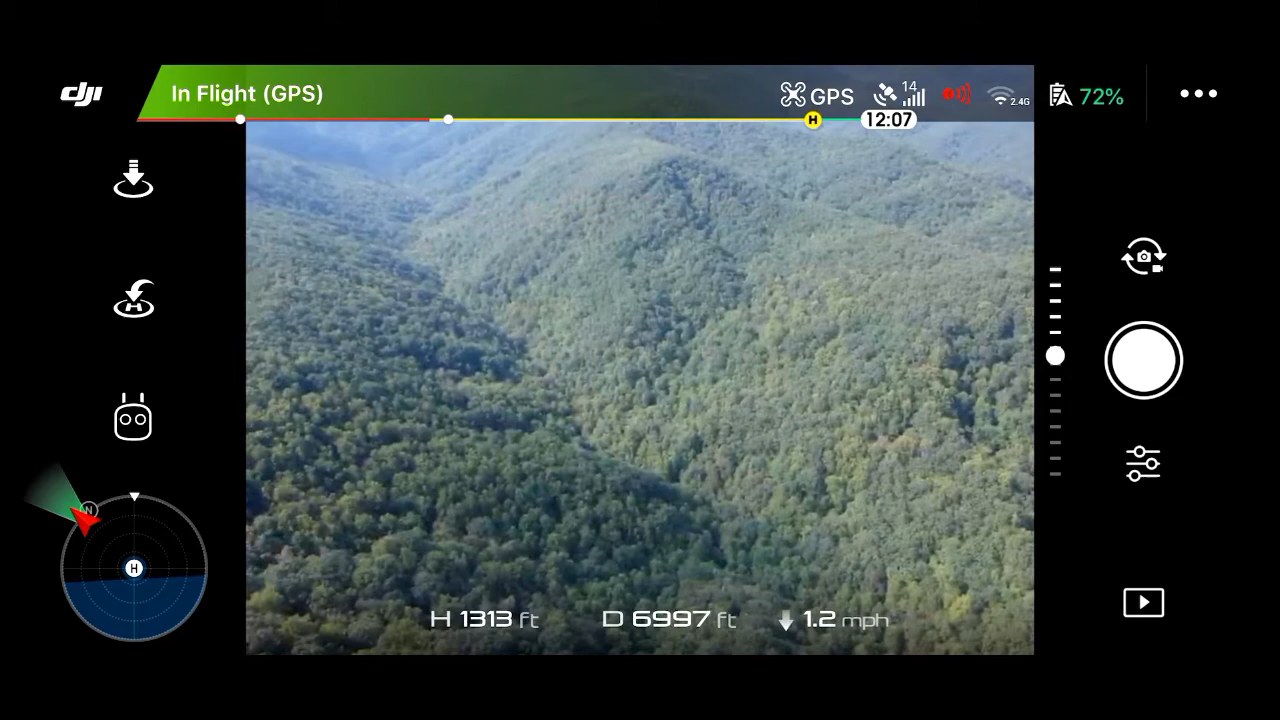 dji
In Flight (GPS)
GPS
14
2.4G
72%
H
12:07
N
H
H 1313 ft
D 6997 ft
1.2 mph